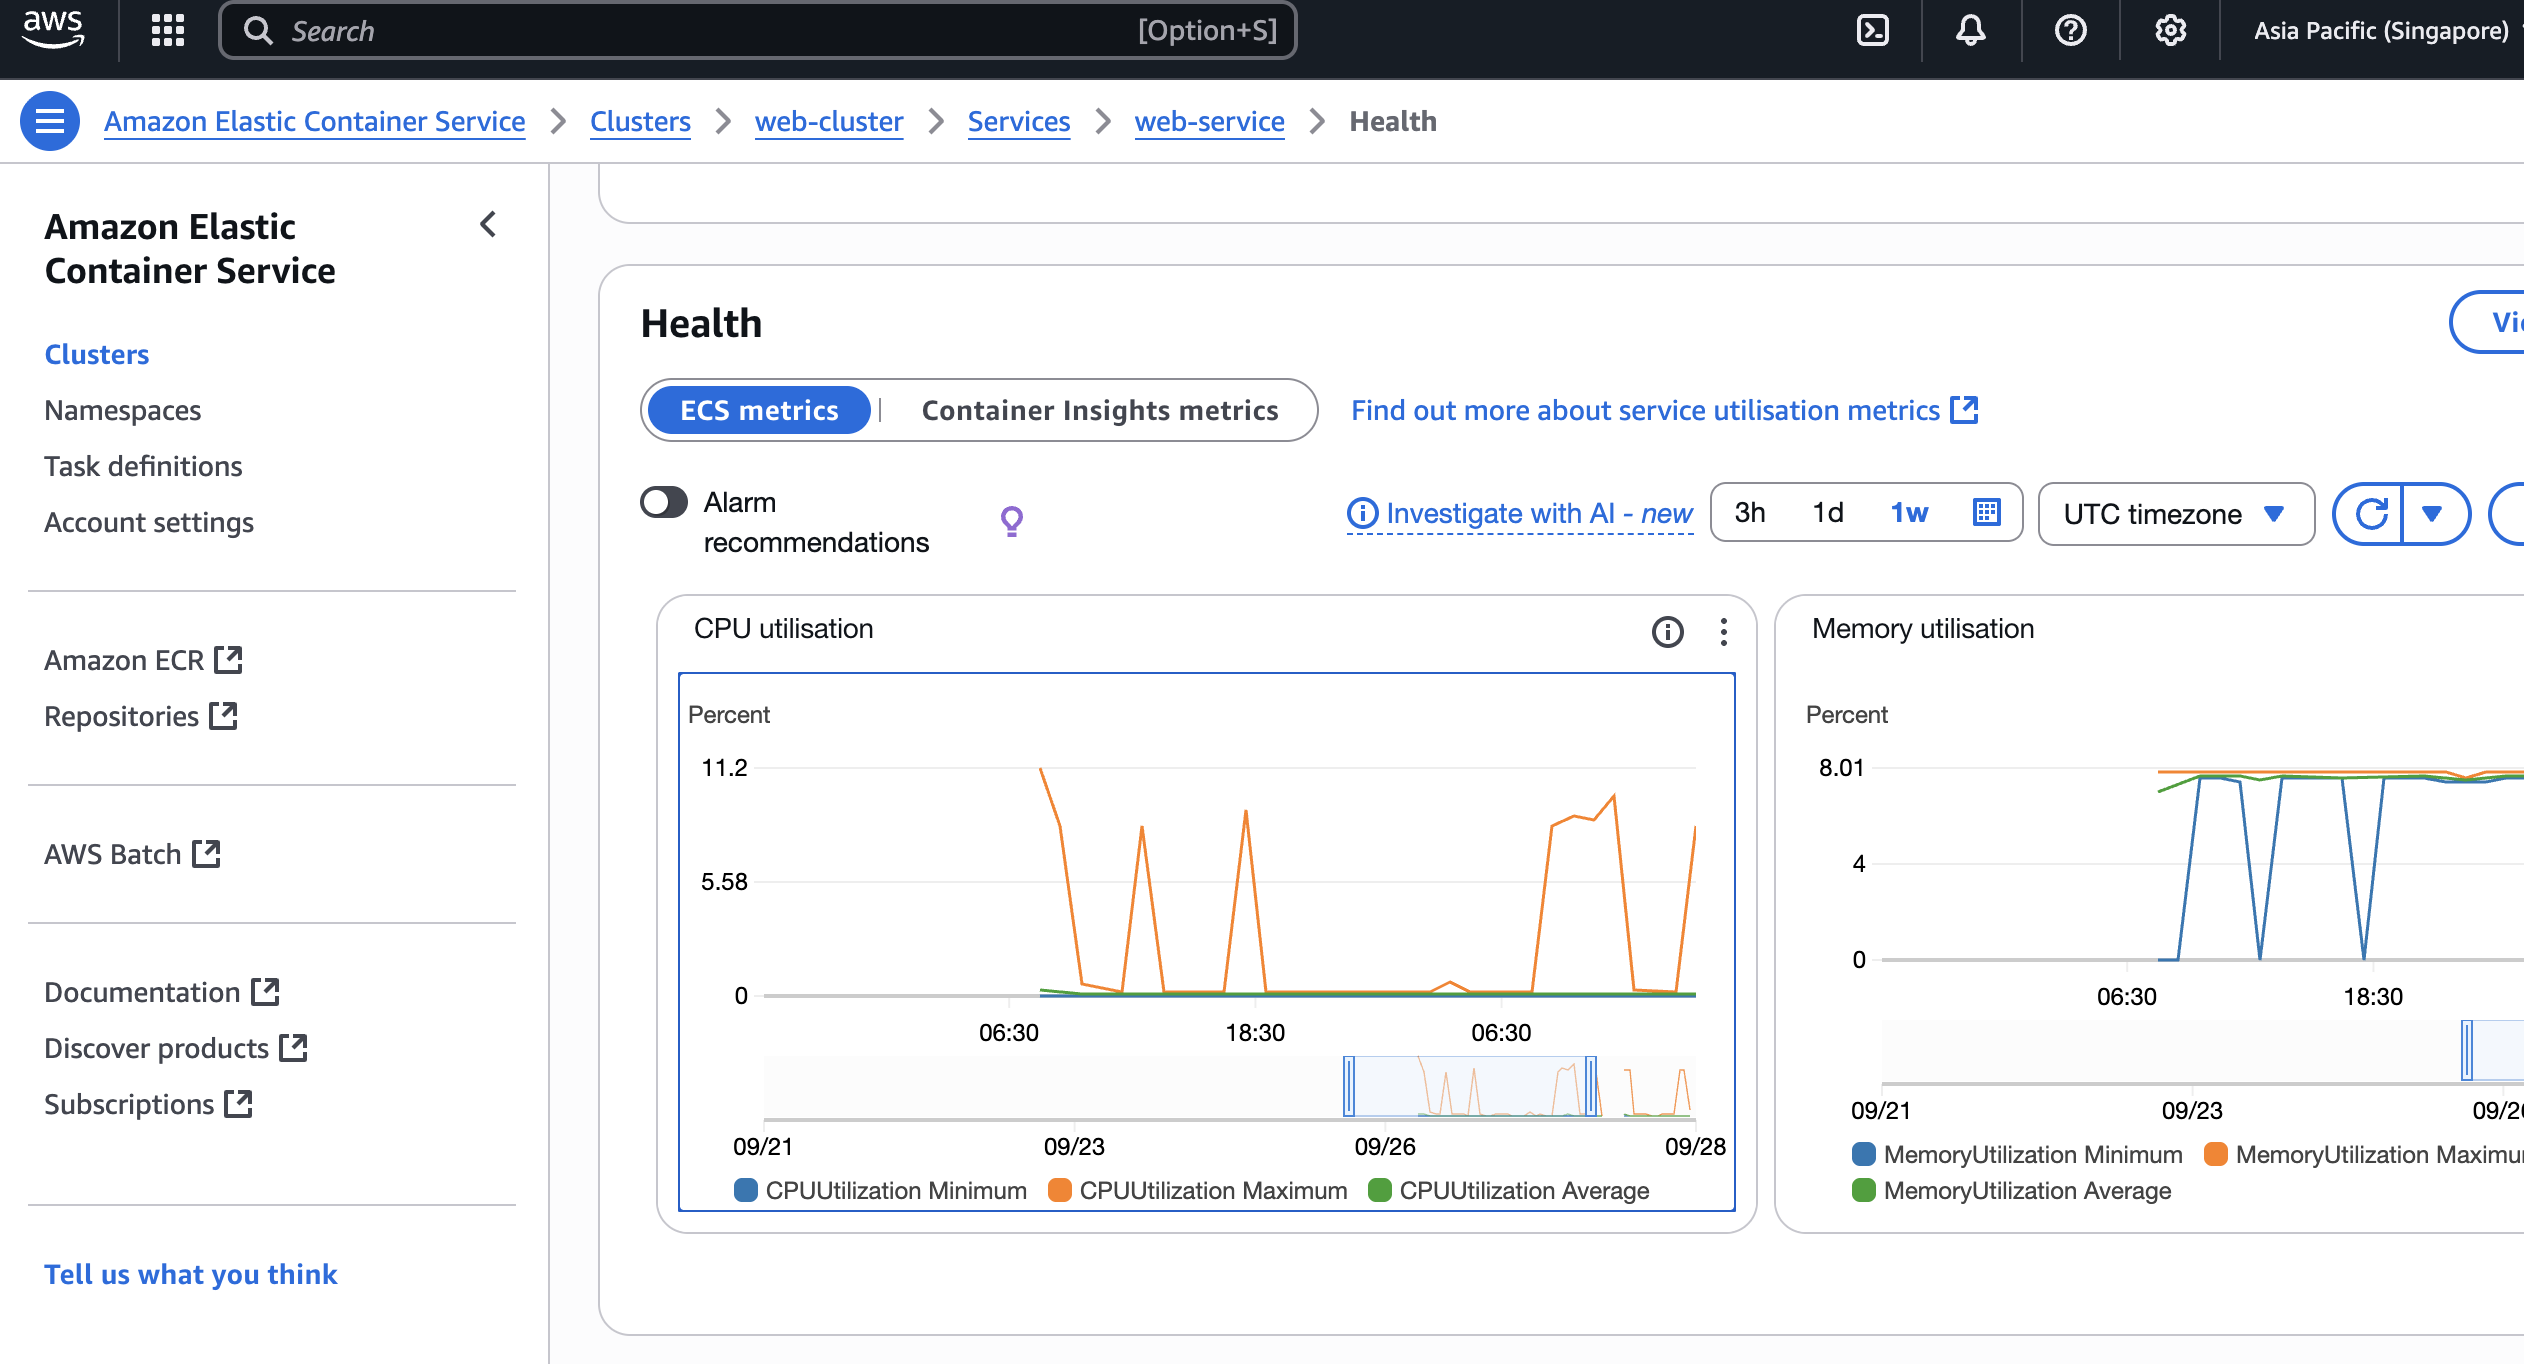 aws
Search [Option+S]
Asia Pacific (Singapore)
Amazon Elastic Container Service > Clusters > web-cluster > Services > web-service > Health
Amazon Elastic
Container Service
Clusters
Namespaces
Task definitions
Account settings
Amazon ECR
Repositories
AWS Batch
Documentation
Discover products
Subscriptions
Tell us what you think
Health
ECS metrics | Container Insights metrics
Find out more about service utilisation metrics
Alarm
recommendations
Investigate with AI - new
3h 1d 1w
UTC timezone
CPU utilisation
Percent
11.2
5.58
0
06:30 18:30 06:30
09/21 09/23 09/26 09/28
CPUUtilization Minimum CPUUtilization Maximum CPUUtilization Average
Memory utilisation
Percent
8.01
4
0
06:30 18:30
09/21 09/23
MemoryUtilization Minimum MemoryUtilization
MemoryUtilization Average